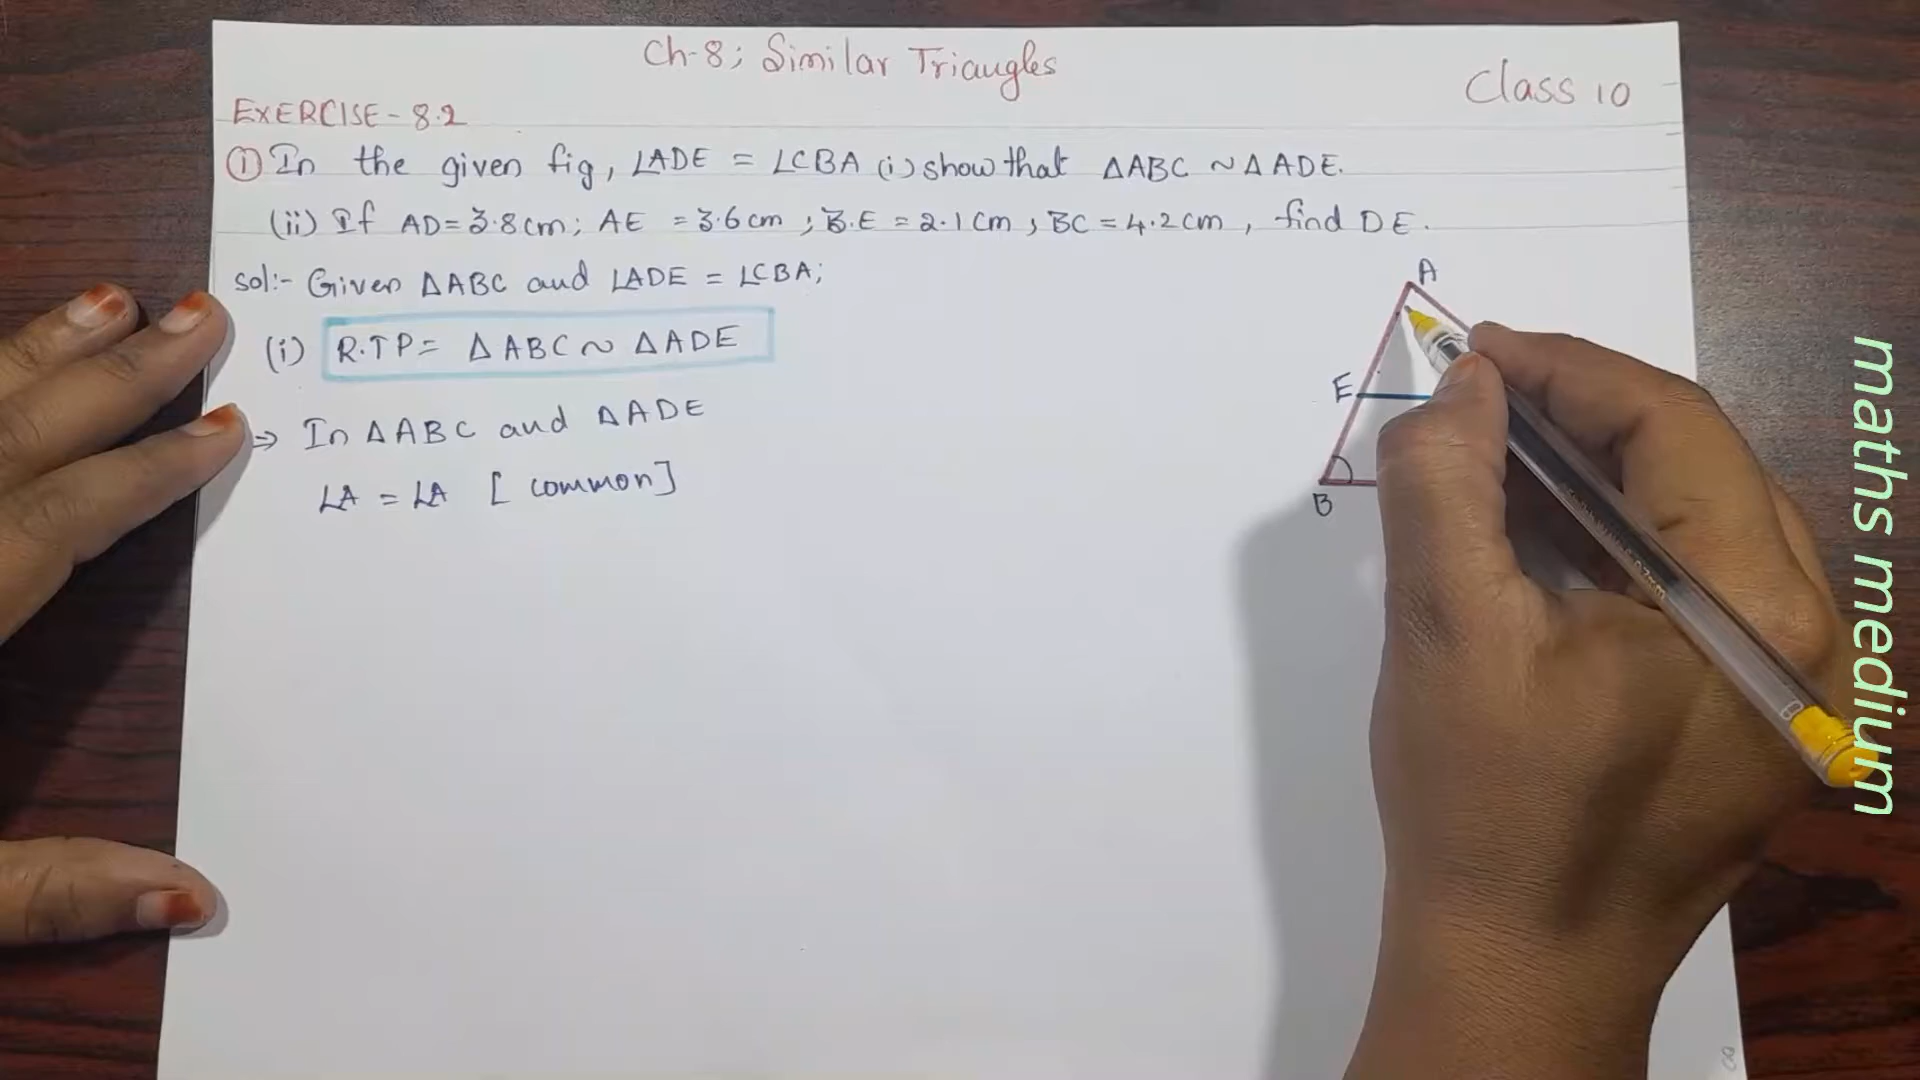 Ch-8; Similar Triangles
Class 10
EXERCISE - 8.2
① In the given fig, ∠ADE = ∠CBA (i) show that ΔABC ~ ΔADE.
(ii) If AD = 3.8 cm; AE = 3.6 cm; B.E = 2.1 cm, BC = 4.2 cm, find DE.
Sol:- Given ΔABC and ∠ADE = ∠CBA;
(i) R.T P = ΔABC ~ ΔADE
⇒ In ΔABC and ΔADE
∠A = ∠A [common]
A
E
B
maths medium